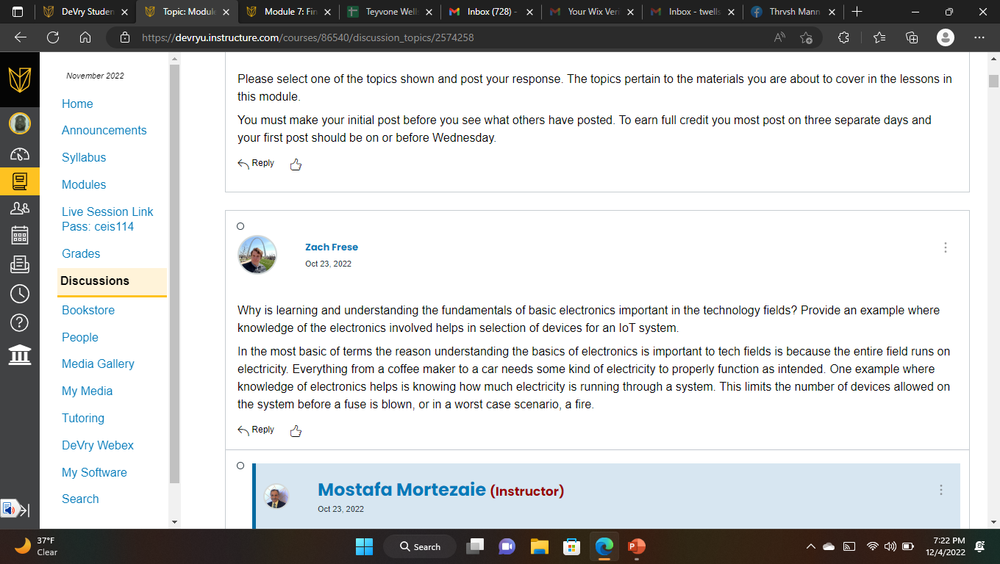 DeVry Studen
Topic: Module
Module 7: Fin
Teyvone Wells
Inbox (728) -
Your Wix Veri
Inbox - twells
Thrvsh Mann
https://devryu.instructure.com/courses/86540/discussion_topics/2574258
November 2022
Home
Announcements
Syllabus
Modules
Live Session Link
Pass: ceis114
Grades
Discussions
Bookstore
People
Media Gallery
My Media
Tutoring
DeVry Webex
My Software
Search
Please select one of the topics shown and post your response. The topics pertain to the materials you are about to cover in the lessons in
this module.
You must make your initial post before you see what others have posted. To earn full credit you most post on three separate days and
your first post should be on or before Wednesday.
Reply
Zach Frese
Oct 23, 2022
Why is learning and understanding the fundamentals of basic electronics important in the technology fields? Provide an example where
knowledge of the electronics involved helps in selection of devices for an IoT system.
In the most basic of terms the reason understanding the basics of electronics is important to tech fields is because the entire field runs on
electricity. Everything from a coffee maker to a car needs some kind of electricity to properly function as intended. One example where
knowledge of electronics helps is knowing how much electricity is running through a system. This limits the number of devices allowed on
the system before a fuse is blown, or in a worst case scenario, a fire.
Reply
Mostafa Mortezaie (Instructor)
Oct 23, 2022
37°F
Clear
Search
7:22 PM
12/4/2022